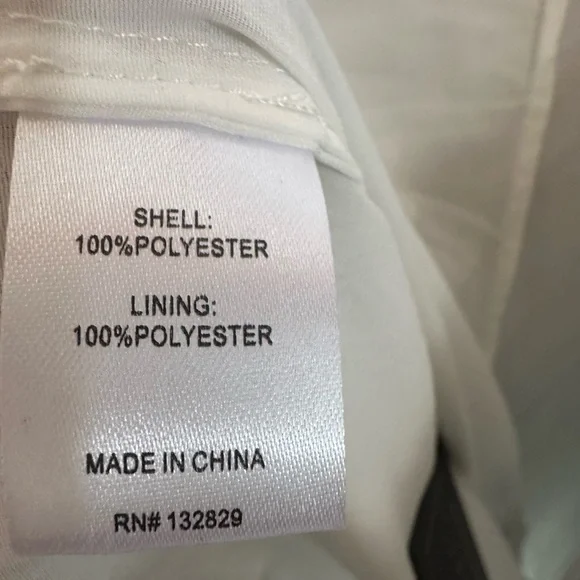 SHELL:
100%POLYESTER
LINING:
100%POLYESTER
MADE IN CHINA
RN# 132829